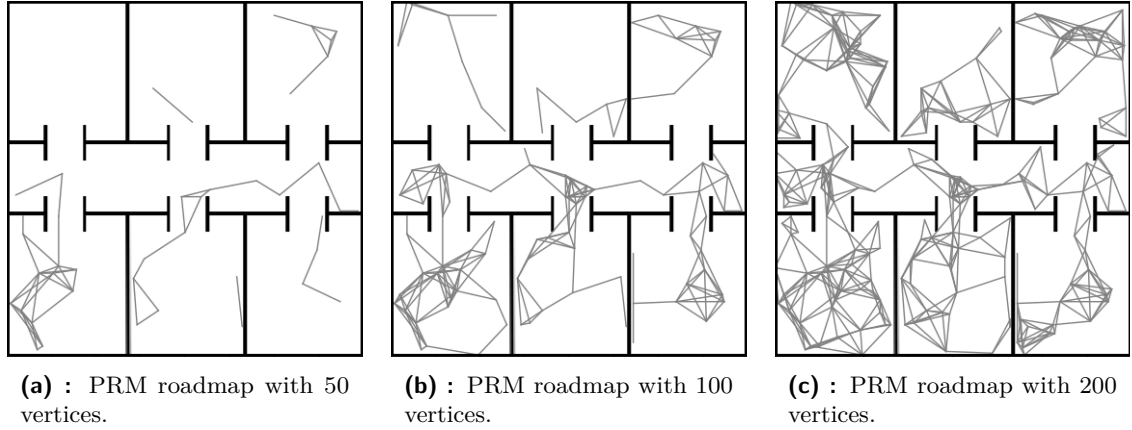 (a) : PRM roadmap with 50
vertices.
(b) : PRM roadmap with 100
vertices.
(c) : PRM roadmap with 200
vertices.